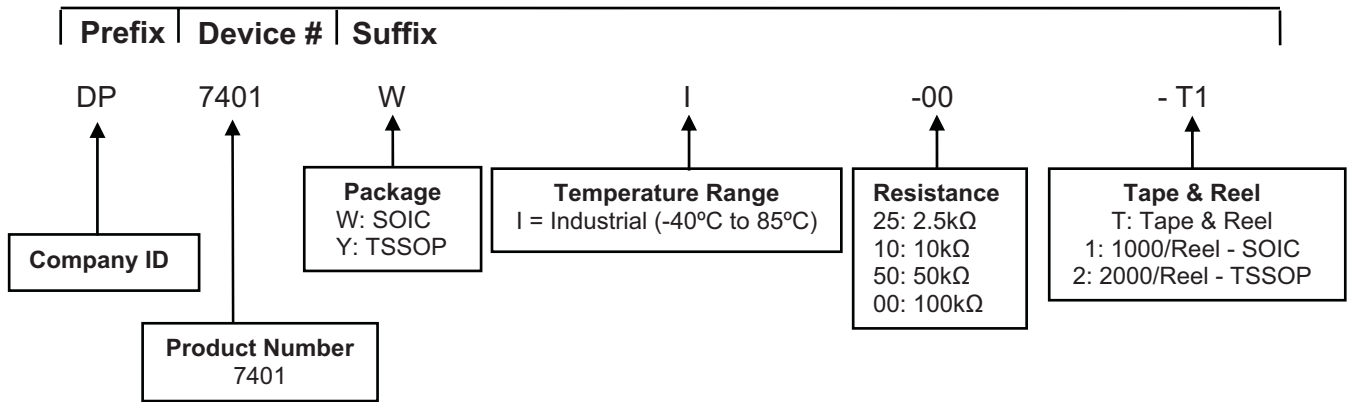 Prefix Device # Suffix
DP 7401 W I -00 - T1
Package
W: SOIC
Y: TSSOP
Temperature Range
I = Industrial (-40ºC to 85ºC)
Resistance
25: 2.5kΩ
10: 10kΩ
50: 50kΩ
00: 100kΩ
Tape & Reel
T: Tape & Reel
1: 1000/Reel - SOIC
2: 2000/Reel - TSSOP
Company ID
Product Number
7401